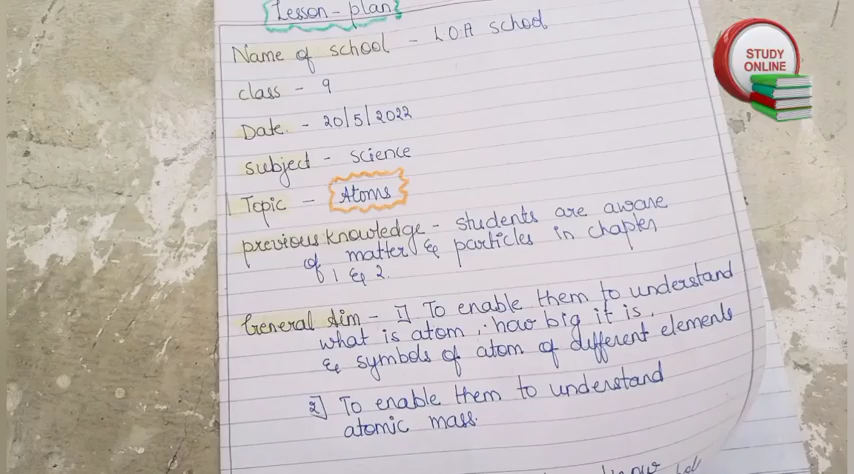 Lesson-plan
Name of school - L.O.A school
class - 9
Date - 20/5/2022
subject - science
Topic - Atoms
previous knowledge - students are aware
of matter & particles in chapter
1 & 2.
General Aim - 1] To enable them to understand
what is atom, how big it is,
& symbols of atom of different elements
2] To enable them to understand
atomic mass.
STUDY
ONLINE